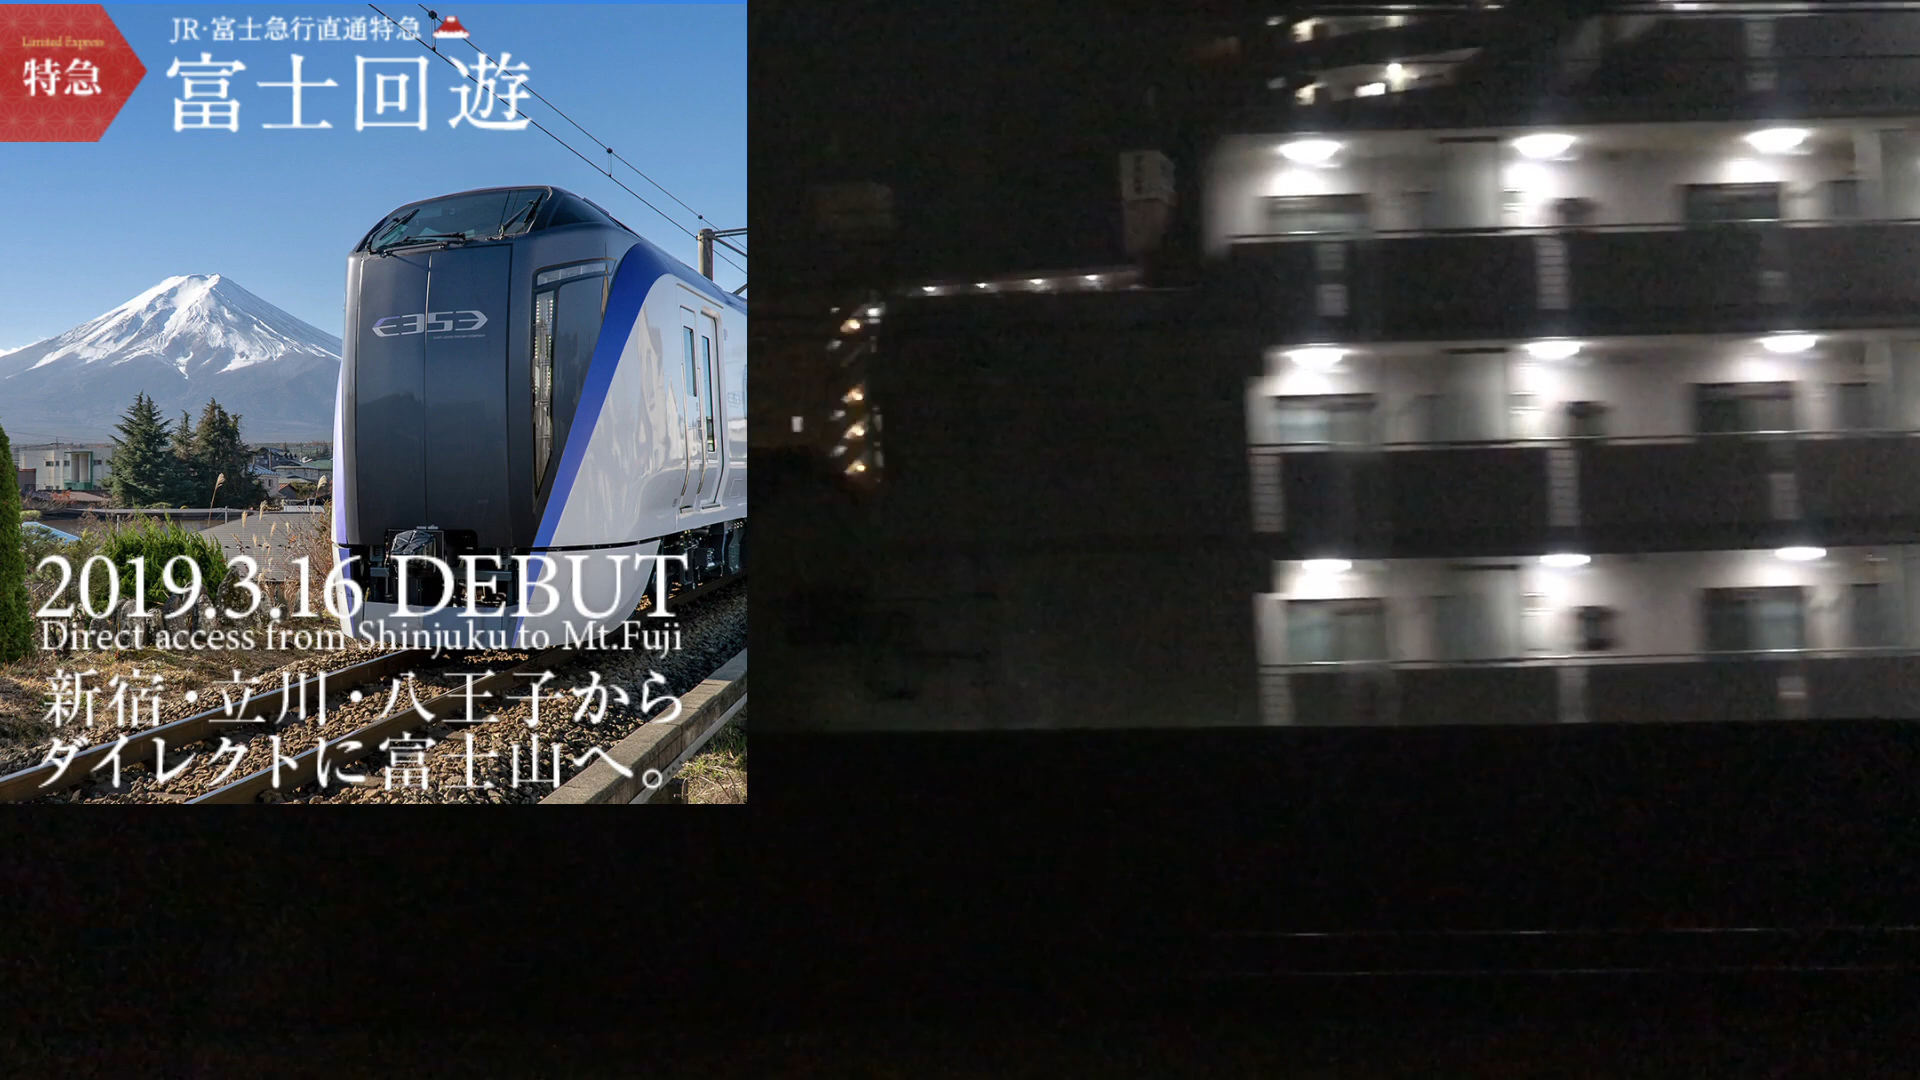 JR·富士急行直通特急
Limited Express
特急
富士回遊
E353
2019.3.16 DEBUT
Direct access from Shinjuku to Mt.Fuji
新宿・立川・八王子から
ダイレクトに富士山へ。